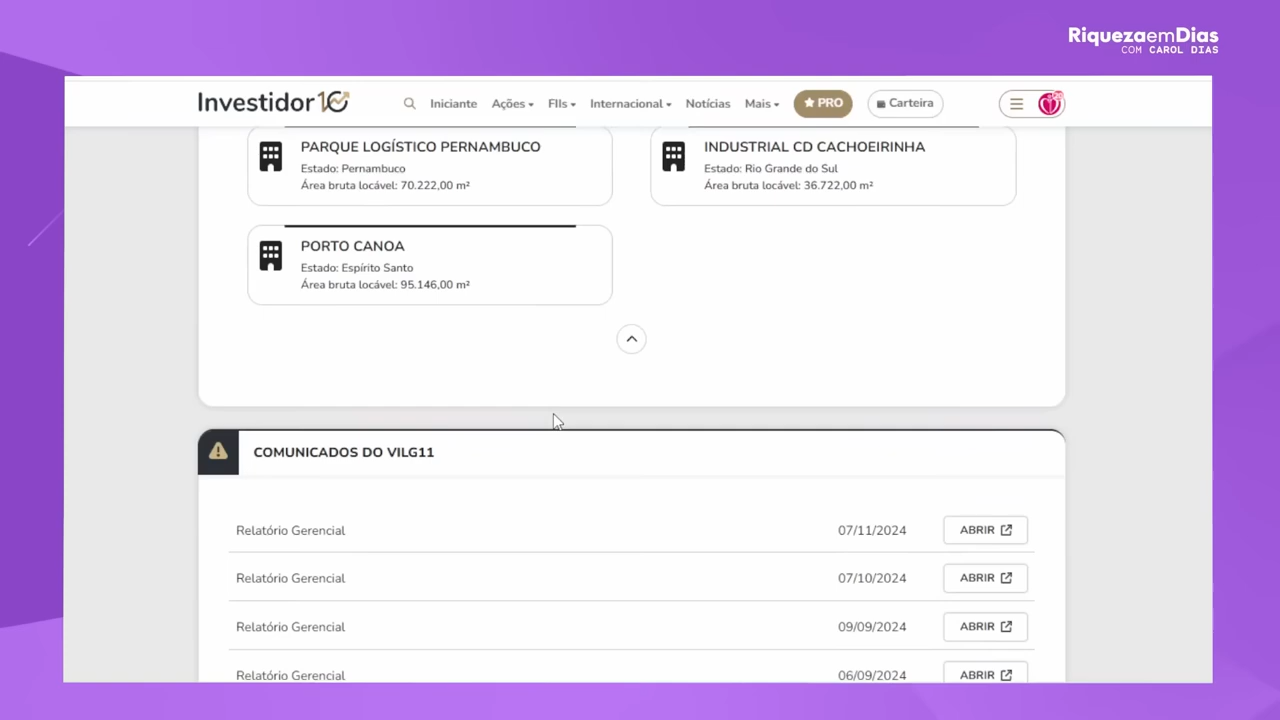 RiquezaemDias
COM CAROL DIAS
Investidor10
Iniciante
Ações
FIIs
Internacional
Notícias
Mais
PRO
Carteira
PARQUE LOGÍSTICO PERNAMBUCO
Estado: Pernambuco
Área bruta locável: 70.222,00 m²
INDUSTRIAL CD CACHOEIRINHA
Estado: Rio Grande do Sul
Área bruta locável: 36.722,00 m²
PORTO CANOA
Estado: Espírito Santo
Área bruta locável: 95.146,00 m²
COMUNICADOS DO VILG11
Relatório Gerencial 07/11/2024 ABRIR
Relatório Gerencial 07/10/2024 ABRIR
Relatório Gerencial 09/09/2024 ABRIR
Relatório Gerencial 06/09/2024 ABRIR